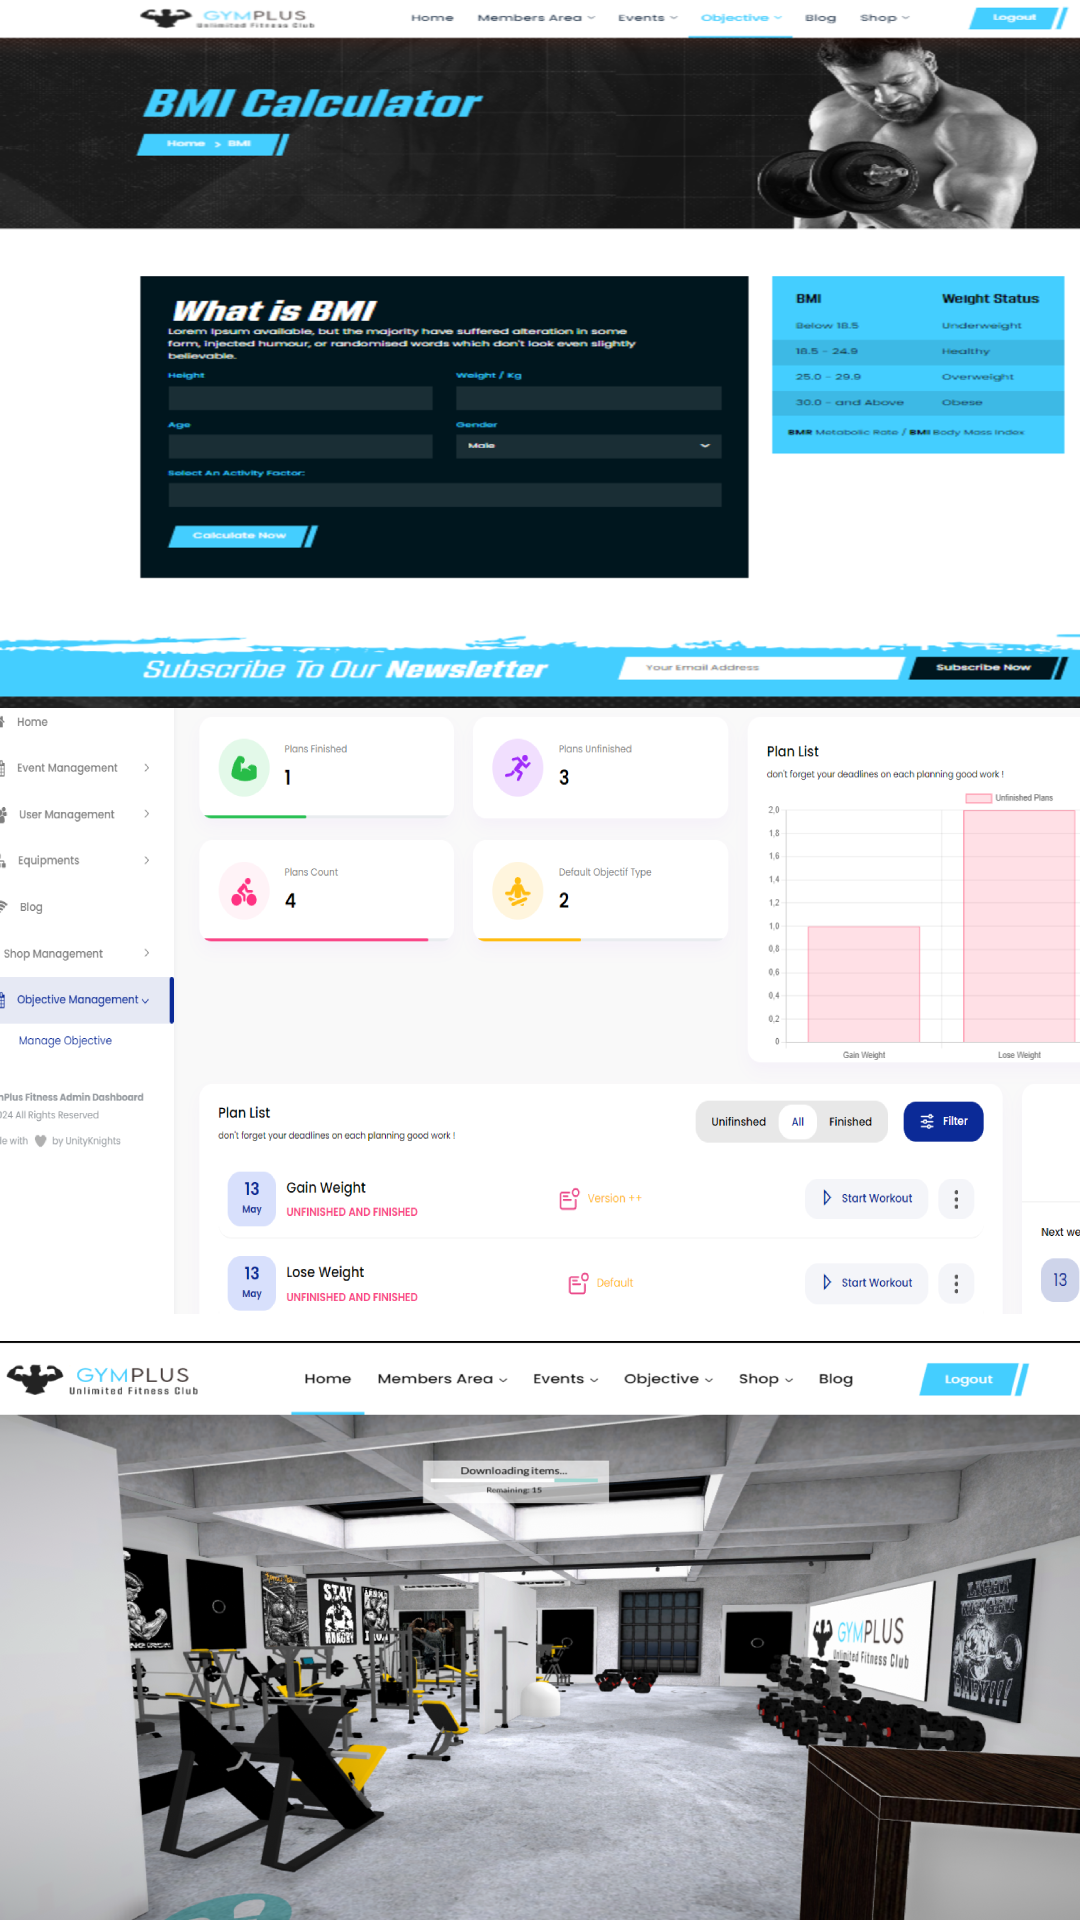 GYMPLUS
Unlimited Fitness Club
Home Members Area Events Objective Blog Shop Logout
BMI Calculator
Home > BMI
What is BMI
Lorem Ipsum available, but the majority have suffered alteration in some
form, injected humour, or randomised words which don't look even slightly
believable.
Height Weight / Kg
Age Gender
Male
Select An Activity Factor:
Calculate Now
BMI Weight Status
Below 18.5 Underweight
18.5 - 24.9 Healthy
25.0 - 29.9 Overweight
30.0 - and Above Obese
BMR Metabolic Rate / BMI Body Mass Index
Subscribe To Our Newsletter
Your Email Address
Subscribe Now
Home
Event Management
User Management
Equipments
Blog
Shop Management
Objective Management
Manage Objective
nPlus Fitness Admin Dashboard
024 All Rights Reserved
de with by UnityKnights
Plans Finished
1
Plans Unfinished
3
Plans Count
4
Default Objectif Type
2
Plan List
don't forget your deadlines on each planning good work !
Unfinished Plans
2,0
1,8
1,6
1,4
1,2
1,0
0,8
0,6
0,4
0,2
0
Gain Weight Lose Weight
Plan List
don't forget your deadlines on each planning good work !
Unifinshed All Finished Filter
13 May
Gain Weight
UNFINISHED AND FINISHED
Version ++
Start Workout
13 May
Lose Weight
UNFINISHED AND FINISHED
Default
Start Workout
Next we
13
GYMPLUS
Unlimited Fitness Club
Home Members Area Events Objective Shop Blog Logout
Downloading items...
Remaining: 15
STAY
HUNGRY
GYMPLUS
Unlimited Fitness Club
LIGHT
WEIGHT
BABY!!!